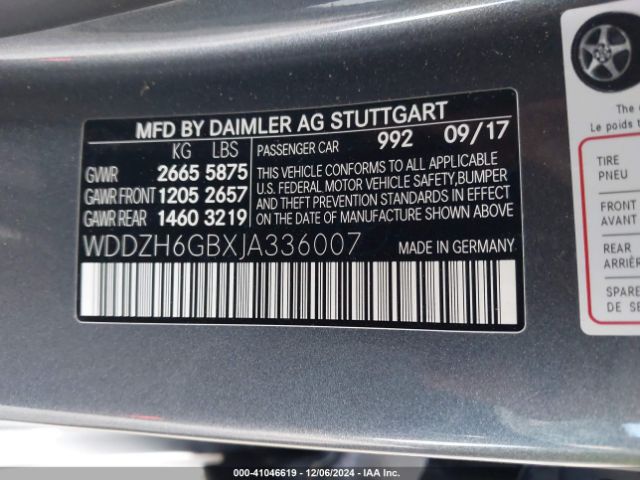 MFD BY DAIMLER AG STUTTGART
KG LBS
PASSENGER CAR 992 09/17
GVWR 2665 5875
GAWR FRONT 1205 2657
GAWR REAR 1460 3219
THIS VEHICLE CONFORMS TO ALL APPLICABLE
U.S. FEDERAL MOTOR VEHICLE SAFETY, BUMPER
AND THEFT PREVENTION STANDARDS IN EFFECT
ON DATE OF MANUFACTURE SHOWN ABOVE.
WDDZH6GBXJA336007
MADE IN GERMANY
The
Le poids
TIRE
PNEU
FRONT
AVANT
REAR
ARRIÈR
SPARE
DE SE
000-41046619 - 12/06/2024 - IAA Inc.